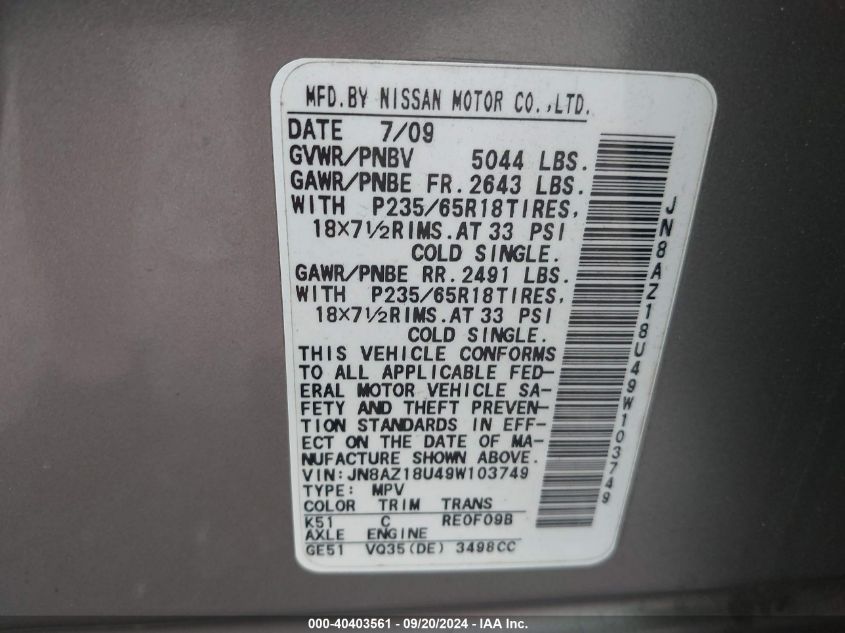 MFD.BY NISSAN MOTOR CO.,LTD.
DATE 7/09
GVWR/PNBV 5044 LBS.
GAWR/PNBE FR. 2643 LBS.
WITH P235/65R18TIRES,
18×7½RIMS.AT 33 PSI
COLD SINGLE.
GAWR/PNBE RR. 2491 LBS.
WITH P235/65R18TIRES,
18×7½RIMS.AT 33 PSI
COLD SINGLE.
THIS VEHICLE CONFORMS
TO ALL APPLICABLE FED-
ERAL MOTOR VEHICLE SA-
FETY AND THEFT PREVEN-
TION STANDARDS IN EFF-
ECT ON THE DATE OF MA-
NUFACTURE SHOWN ABOVE.
VIN:JN8AZ18U49W103749
TYPE: MPV
COLOR TRIM TRANS
K51 C RE0F09B
AXLE ENGINE
GE51 VQ35(DE) 3498CC
JN8AZ18U49W103749
000-40403561 - 09/20/2024 - IAA Inc.